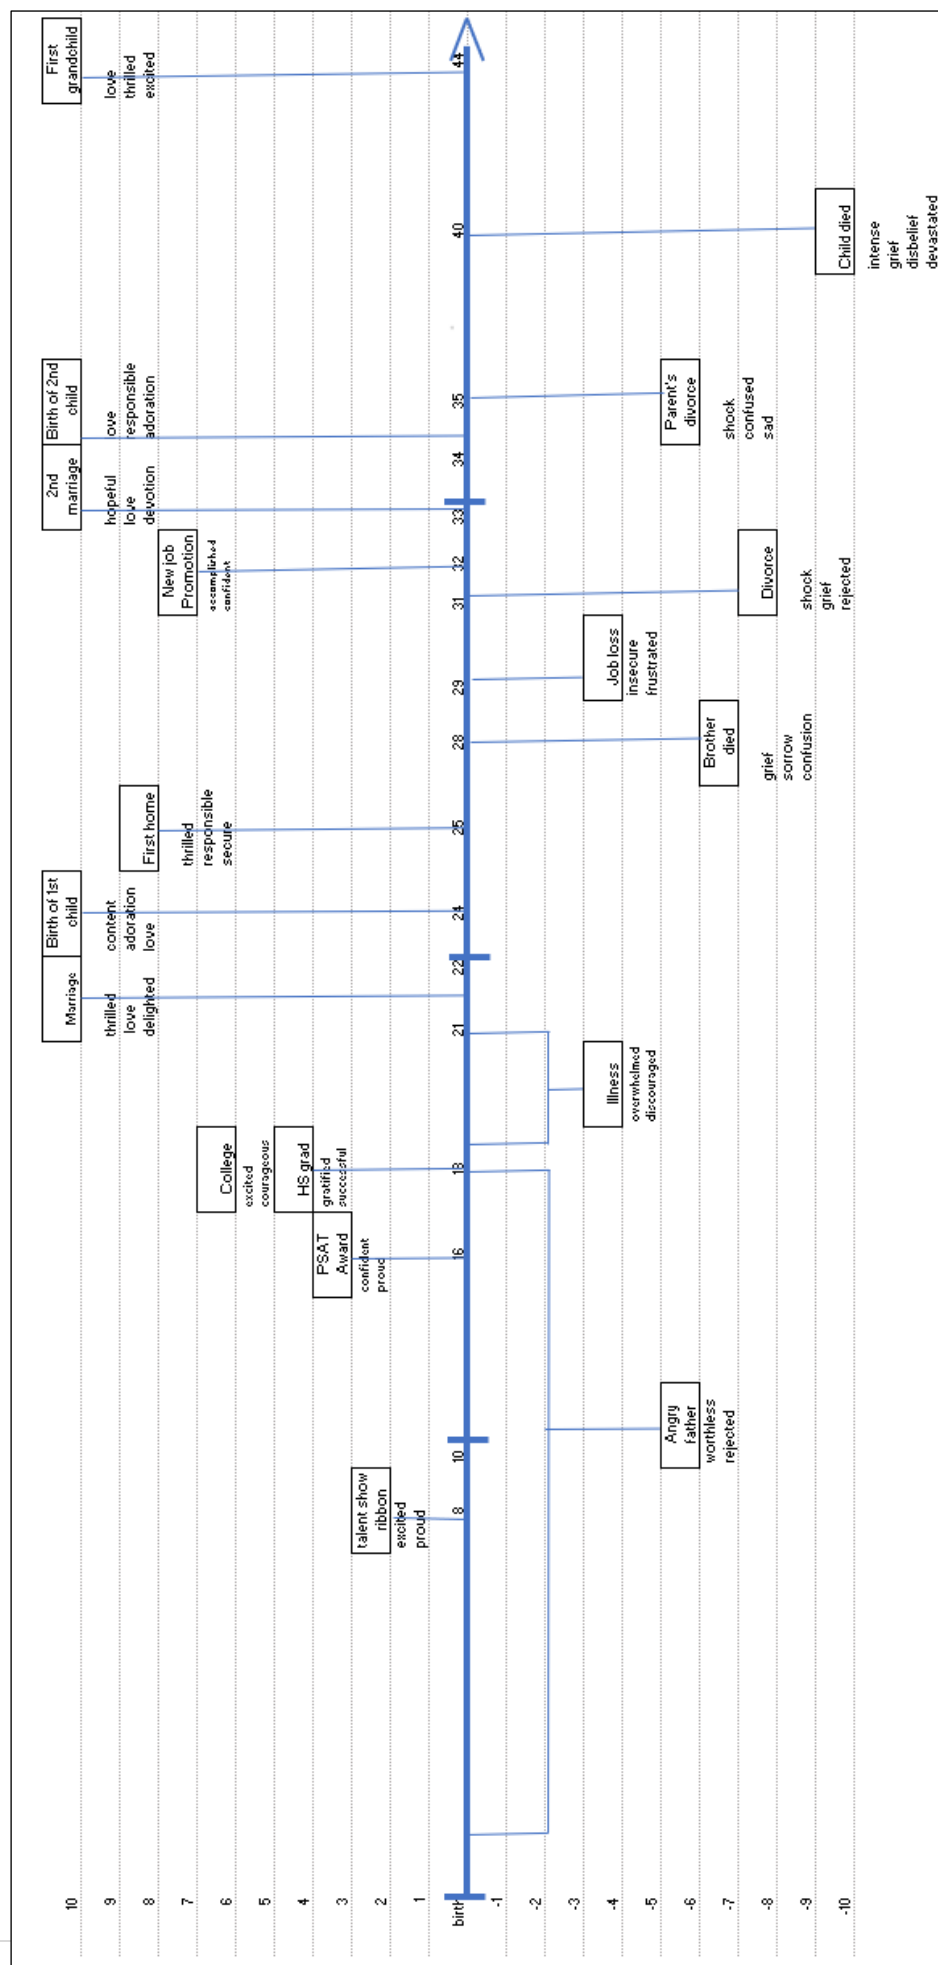 10
9
8
7
6
5
4
3
2
1
birth
-1
-2
-3
-4
-5
-6
-7
-8
-9
-10
talent show
ribbon
excited
proud
8
10
Angry
father
worthless
rejected
PSAT
Award
confident
proud
16
HS grad
gratified
successful
College
excited
courageous
18
Illness
overwhelmed
discouraged
21
Marriage
thrilled
love
delighted
22
Birth of 1st
child
content
adoration
love
24
First home
thrilled
responsible
secure
25
Brother
died
grief
sorrow
confusion
28
Job loss
insecure
frustrated
29
Divorce
shock
grief
rejected
31
New job
Promotion
accomplished
confident
32
2nd
marriage
hopeful
love
devotion
33
Birth of 2nd
child
love
responsible
adoration
34
Parent's
divorce
shock
confused
sad
35
Child died
intense
grief
disbelief
devastated
40
First
grandchild
love
thrilled
excited
44